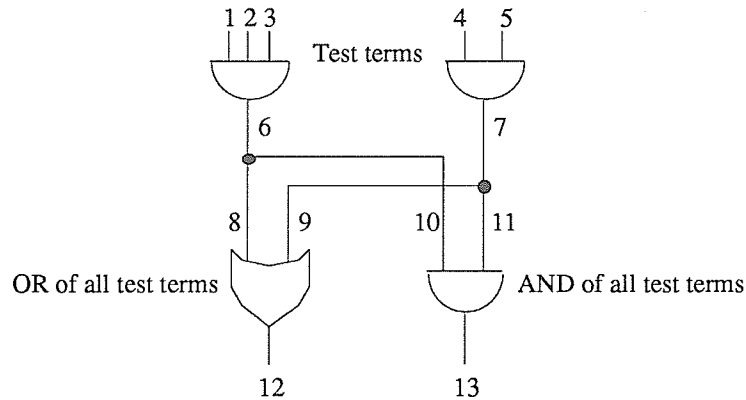 1 2 3
4 5
Test terms
6
7
8
9
10
11
OR of all test terms
AND of all test terms
12
13